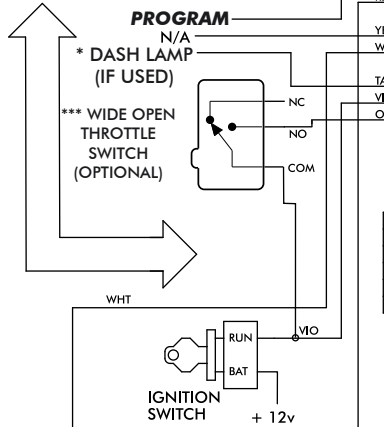 PROGRAM
N/A
* DASH LAMP
(IF USED)
*** WIDE OPEN
THROTTLE
SWITCH
(OPTIONAL)
NC
NO
COM
WHT
RUN
VIO
BAT
IGNITION
SWITCH
+ 12v